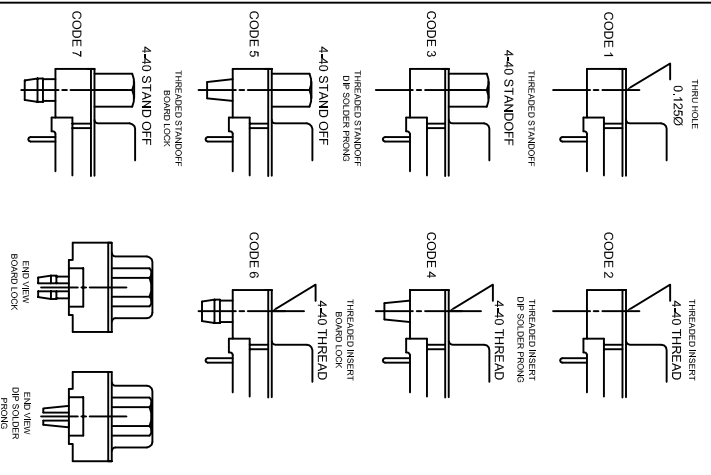 CODE 1
THRU HOLE
0.125Ø
CODE 2
THREADED INSERT
4-40 THREAD
CODE 3
THREADED STANDOFF
4-40 STANDOFF
CODE 4
THREADED INSERT
DIP SOLDER PRONG
4-40 THREAD
CODE 5
THREADED STANDOFF
DIP SOLDER PRONG
4-40 STAND OFF
CODE 6
THREADED INSERT
BOARD LOCK
4-40 THREAD
CODE 7
THREADED STANDOFF
BOARD LOCK
4-40 STAND OFF
END VIEW
BOARD LOCK
END VIEW
DIP SOLDER
PRONG